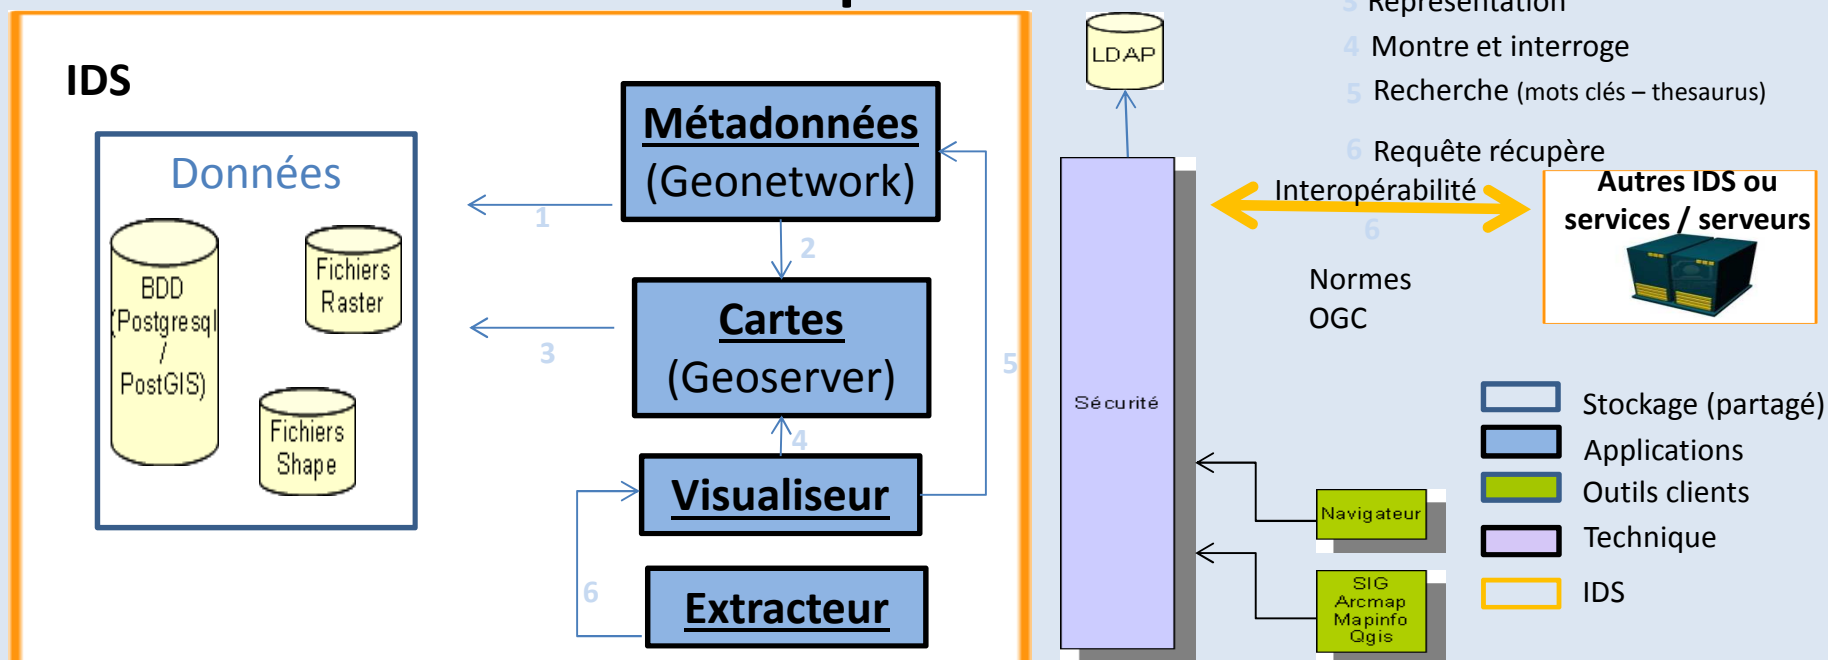 IDS
Données
BDD
(Postgresql
/
PostGIS)
Fichiers
Raster
Fichiers
Shape
Métadonnées
(Geonetwork)
1
2
Cartes
(Geoserver)
3
4
5
Visualiseur
6
Extracteur
LDAP
Sécurité
3 Représentation
4 Montre et interroge
5 Recherche (mots clés – thesaurus)
6 Requête récupère
Interopérabilité
6
Normes
OGC
Autres IDS ou
services / serveurs
Navigateur
SIG
Arcmap
Mapinfo
Qgis
Stockage (partagé)
Applications
Outils clients
Technique
IDS